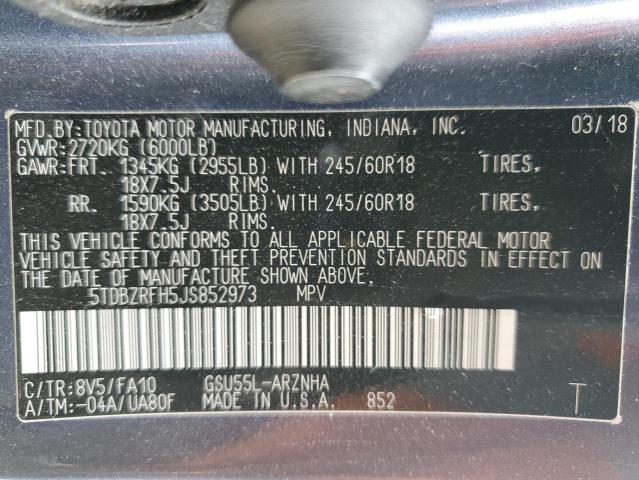 MFD.BY:TOYOTA MOTOR MANUFACTURING, INDIANA, INC. 03/18
GVWR:2720KG (6000LB)
GAWR:FRT. 1345KG (2955LB) WITH 245/60R18 TIRES,
18X7.5J RIMS.
RR. 1590KG (3505LB) WITH 245/60R18 TIRES,
18X7.5J RIMS.
THIS VEHICLE CONFORMS TO ALL APPLICABLE FEDERAL MOTOR
VEHICLE SAFETY AND THEFT PREVENTION STANDARDS IN EFFECT ON
THE DATE OF MANUFACTURE SHOWN ABOVE.
5TDBZRFH5JS852973 MPV
C/TR:8V5/FA10 GSU55L-ARZNHA
A/TM:-04A/UA80F MADE IN U.S.A. 852 T